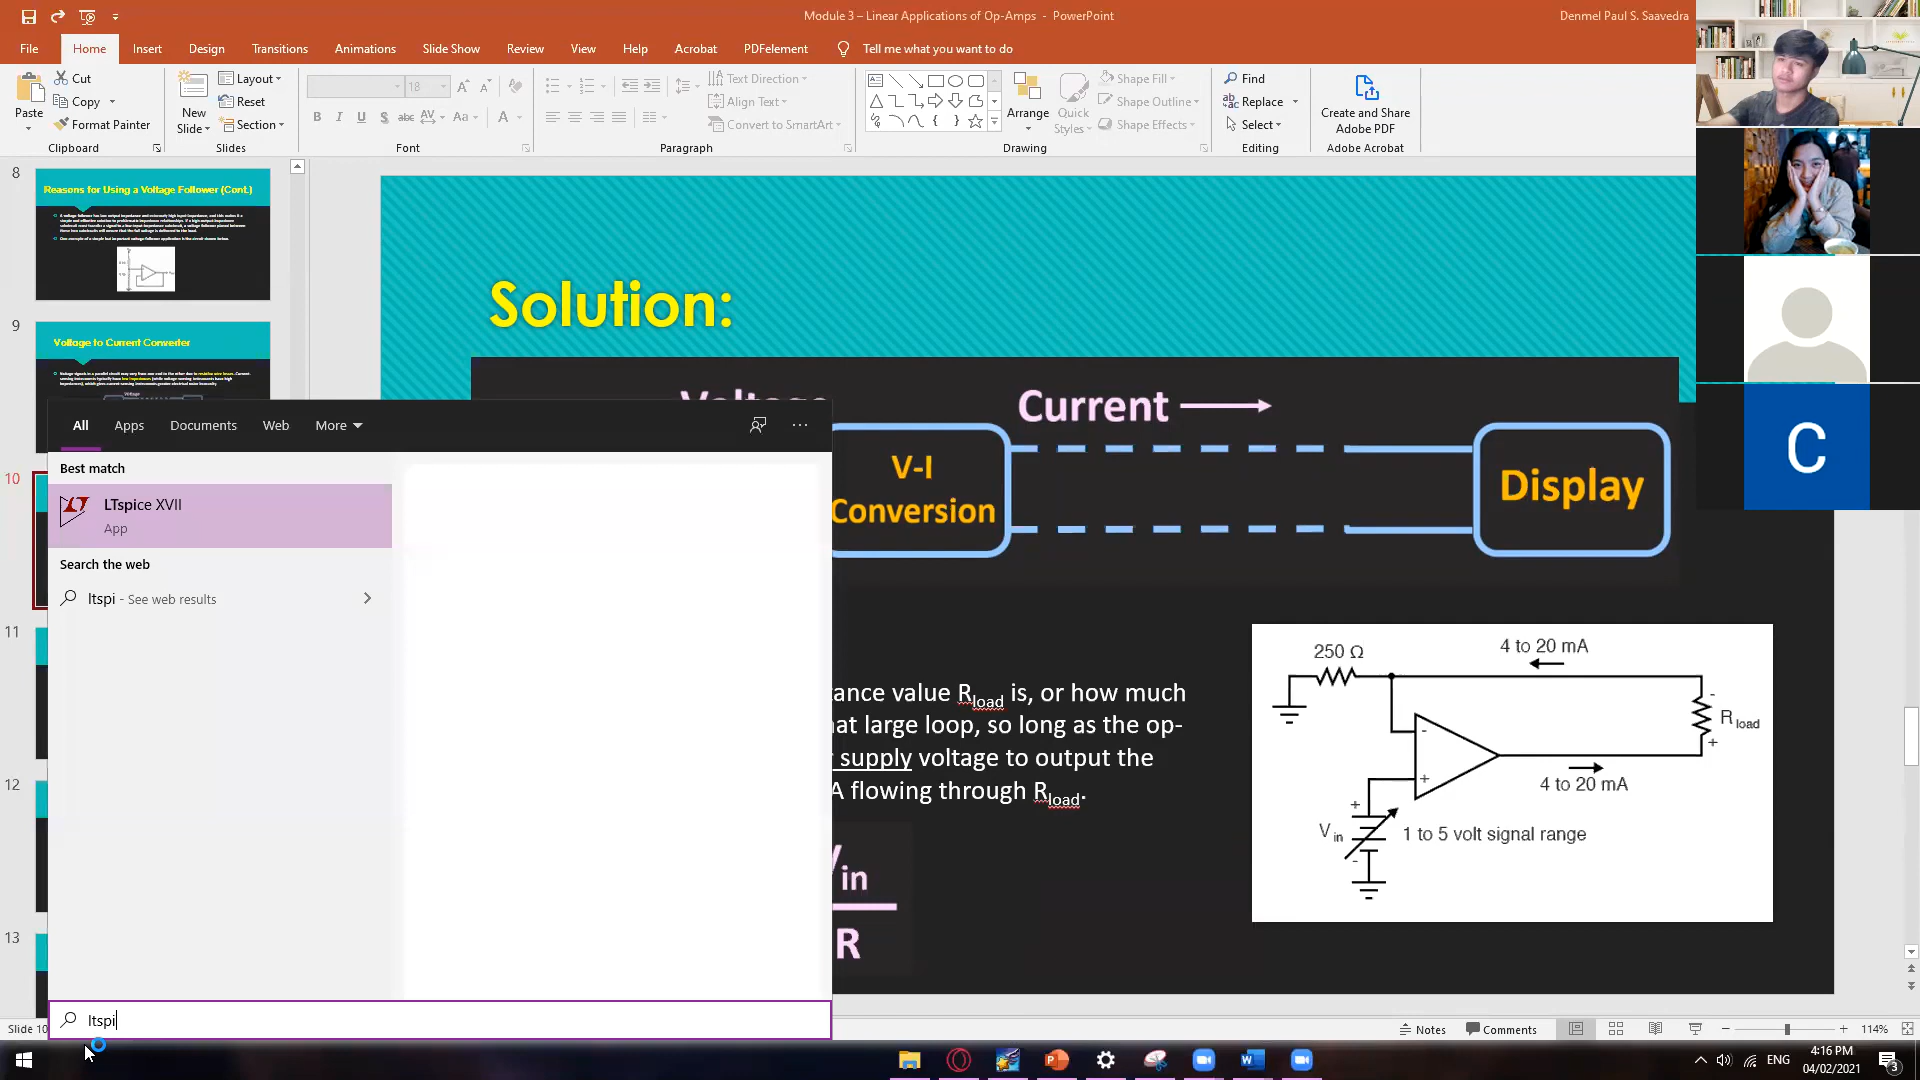 Module 3 – Linear Applications of Op-Amps - PowerPoint
Denmel Paul S. Saavedra
File Home Insert Design Transitions Animations Slide Show Review View Help Acrobat PDFelement Tell me what you want to do
Paste
Cut
Copy
Format Painter
Clipboard
New Slide
Layout
Reset
Section
Slides
18
Font
Text Direction
Align Text
Convert to SmartArt
Paragraph
Arrange
Quick Styles
Shape Fill
Shape Outline
Shape Effects
Drawing
Find
Replace
Select
Editing
Create and Share Adobe PDF
Adobe Acrobat
8
Reasons for Using a Voltage Follower (Cont.)
9
Voltage to Current Converter
10
11
12
13
Solution:
Current
V-I
Conversion
Display
ance value Rload is, or how much
at large loop, so long as the op-
supply voltage to output the
A flowing through Rload.
in
R
250 Ω
4 to 20 mA
-
R load
+
-
+
4 to 20 mA
+
V in
1 to 5 volt signal range
-
All Apps Documents Web More
Best match
LTspice XVII
App
Search the web
ltspi - See web results
ltspi
C
Slide 10
Notes
Comments
114%
ENG
4:16 PM
04/02/2021
3